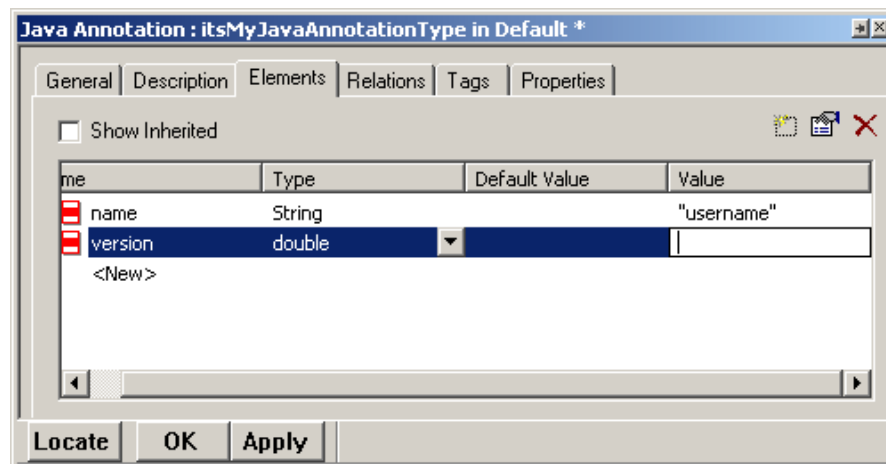 Java Annotation : itsMyJavaAnnotationType in Default *
General Description Elements Relations Tags Properties
Show Inherited
me Type Default Value Value
name String "username"
version double
<New>
Locate OK Apply